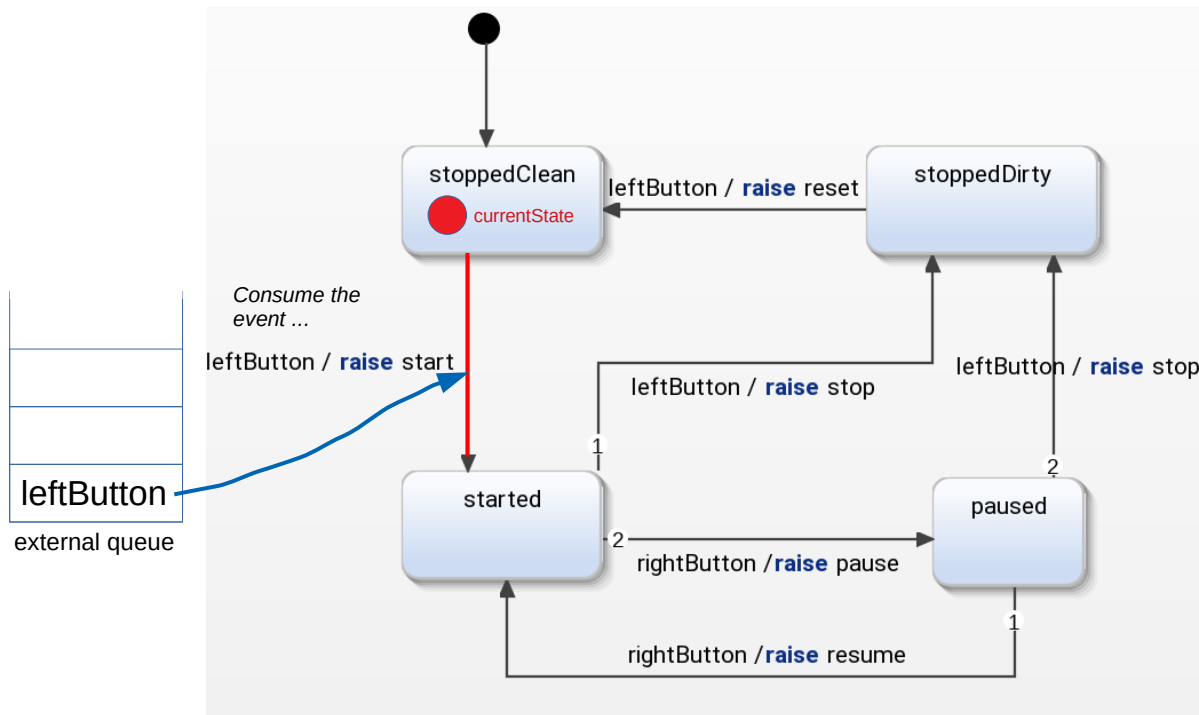 stoppedClean
currentState
leftButton / raise reset
stoppedDirty
Consume the
event ...
leftButton / raise start
leftButton / raise stop
leftButton / raise stop
1
2
leftButton
external queue
started
2
rightButton /raise pause
paused
1
rightButton /raise resume